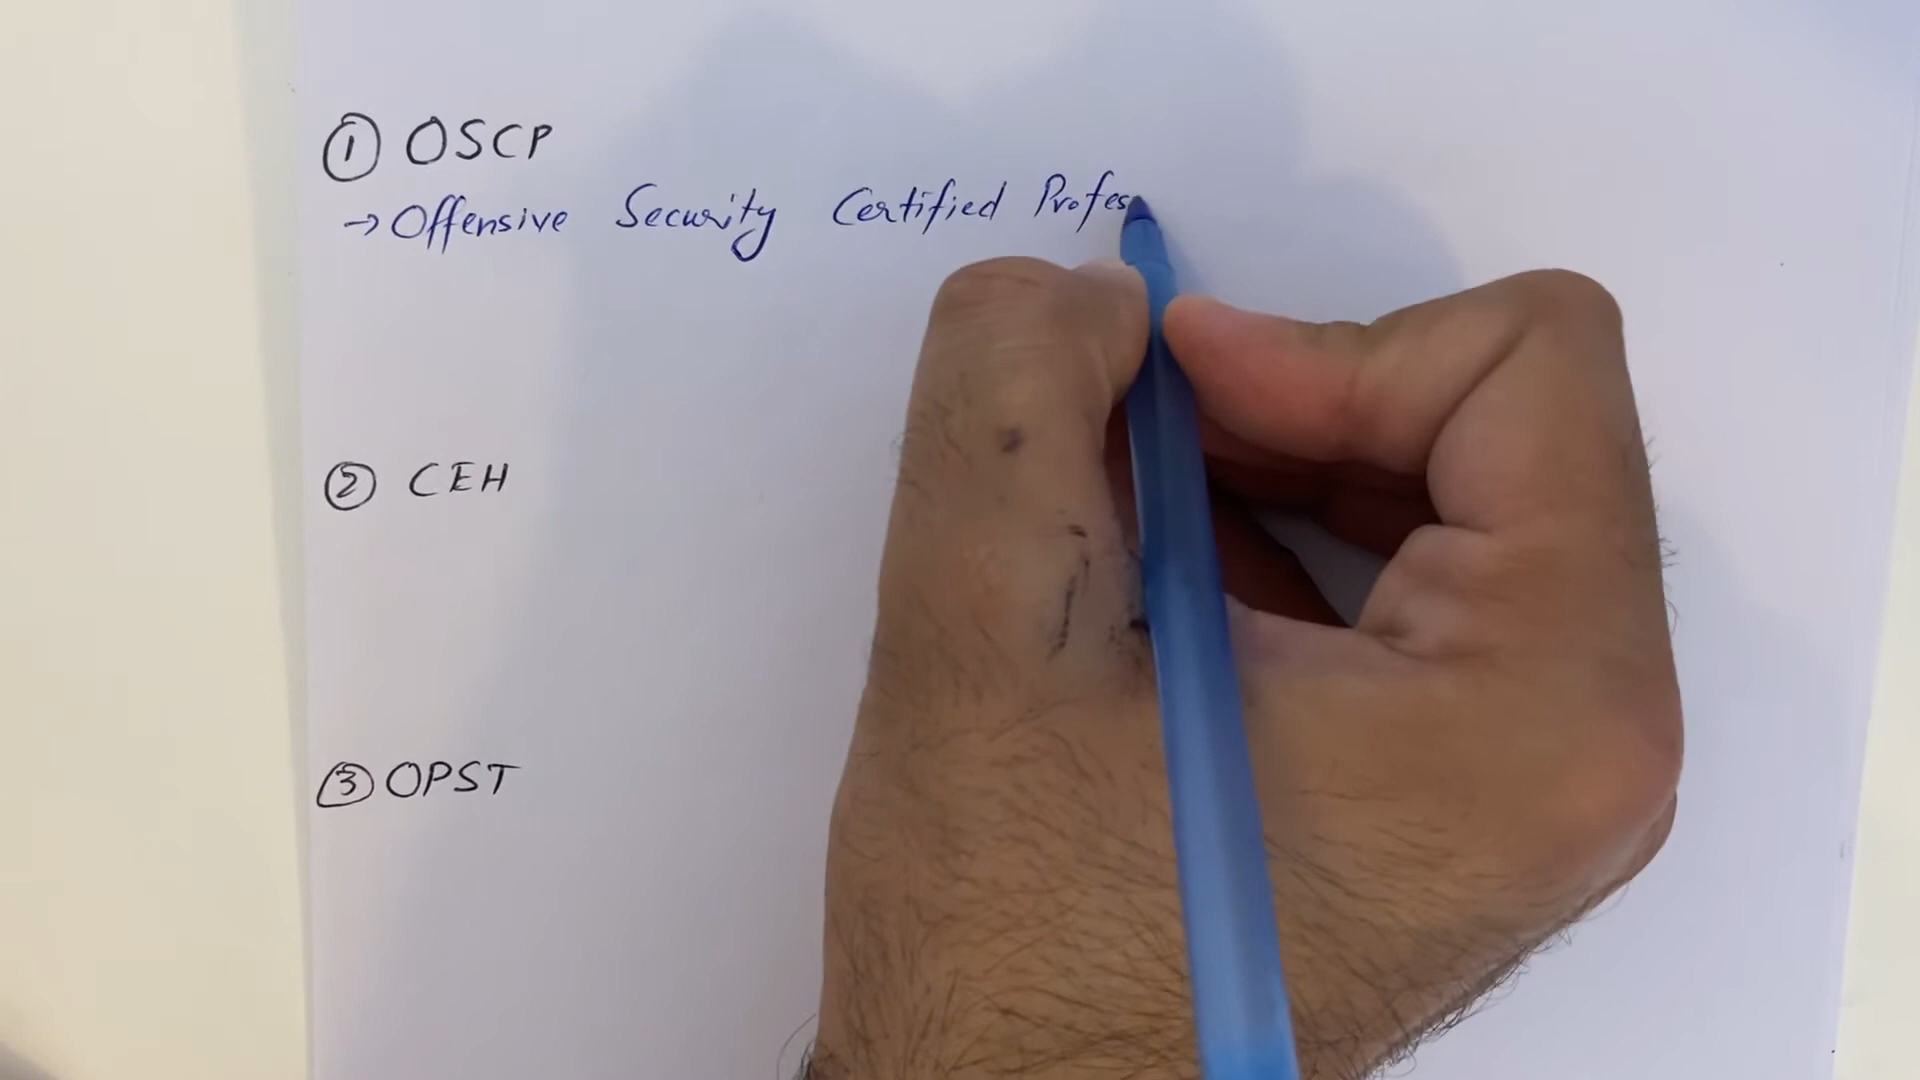 ① OSCP
→ Offensive Security Certified Profes
② CEH
③ OPST